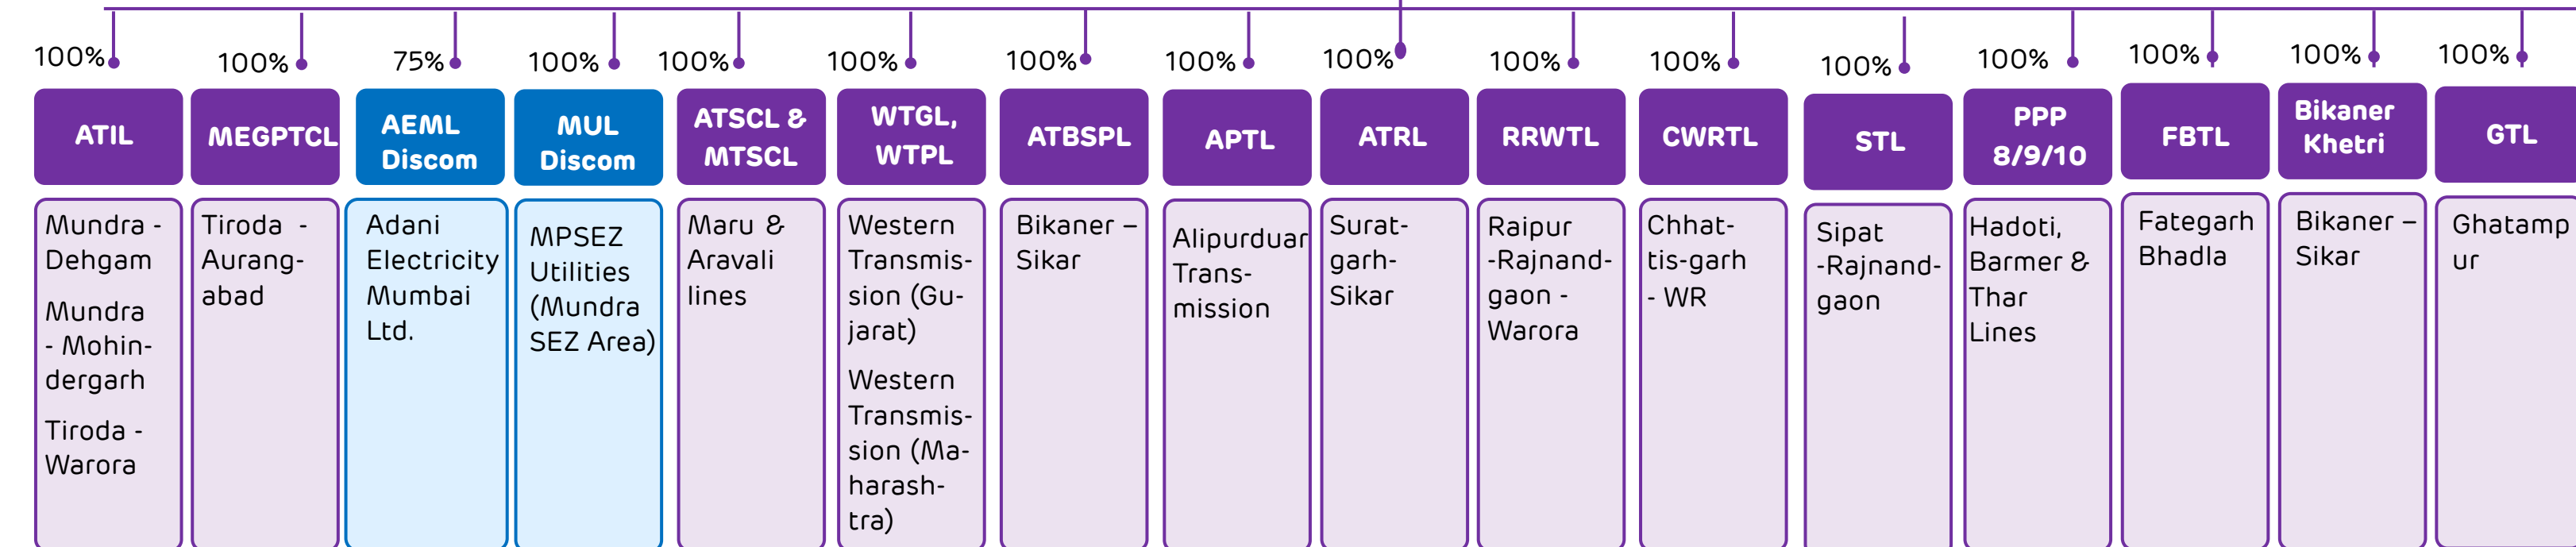 100%
100%
75%
100%
100%
100%
100%
100%
100%
100%
100%
100%
100%
100%
100%
100%
ATIL
MEGPTCL
AEML
Discom
MUL
Discom
ATSCL &
MTSCL
WTGL,
WTPL
ATBSPL
APTL
ATRL
RRWTL
CWRTL
STL
PPP
8/9/10
FBTL
Bikaner
Khetri
GTL
Mundra -
Dehgam
Mundra
- Mohin-
dergarh
Tiroda -
Warora
Tiroda -
Aurang-
abad
Adani
Electricity
Mumbai
Ltd.
MPSEZ
Utilities
(Mundra
SEZ Area)
Maru &
Aravali
lines
Western
Transmis-
sion (Gu-
jarat)
Western
Transmis-
sion (Ma-
harash-
tra)
Bikaner –
Sikar
Alipurduar
Trans-
mission
Surat-
garh-
Sikar
Raipur
-Rajnand-
gaon -
Warora
Chhat-
tis-garh
- WR
Sipat
-Rajnand-
gaon
Hadoti,
Barmer &
Thar
Lines
Fategarh
Bhadla
Bikaner –
Sikar
Ghatamp
ur